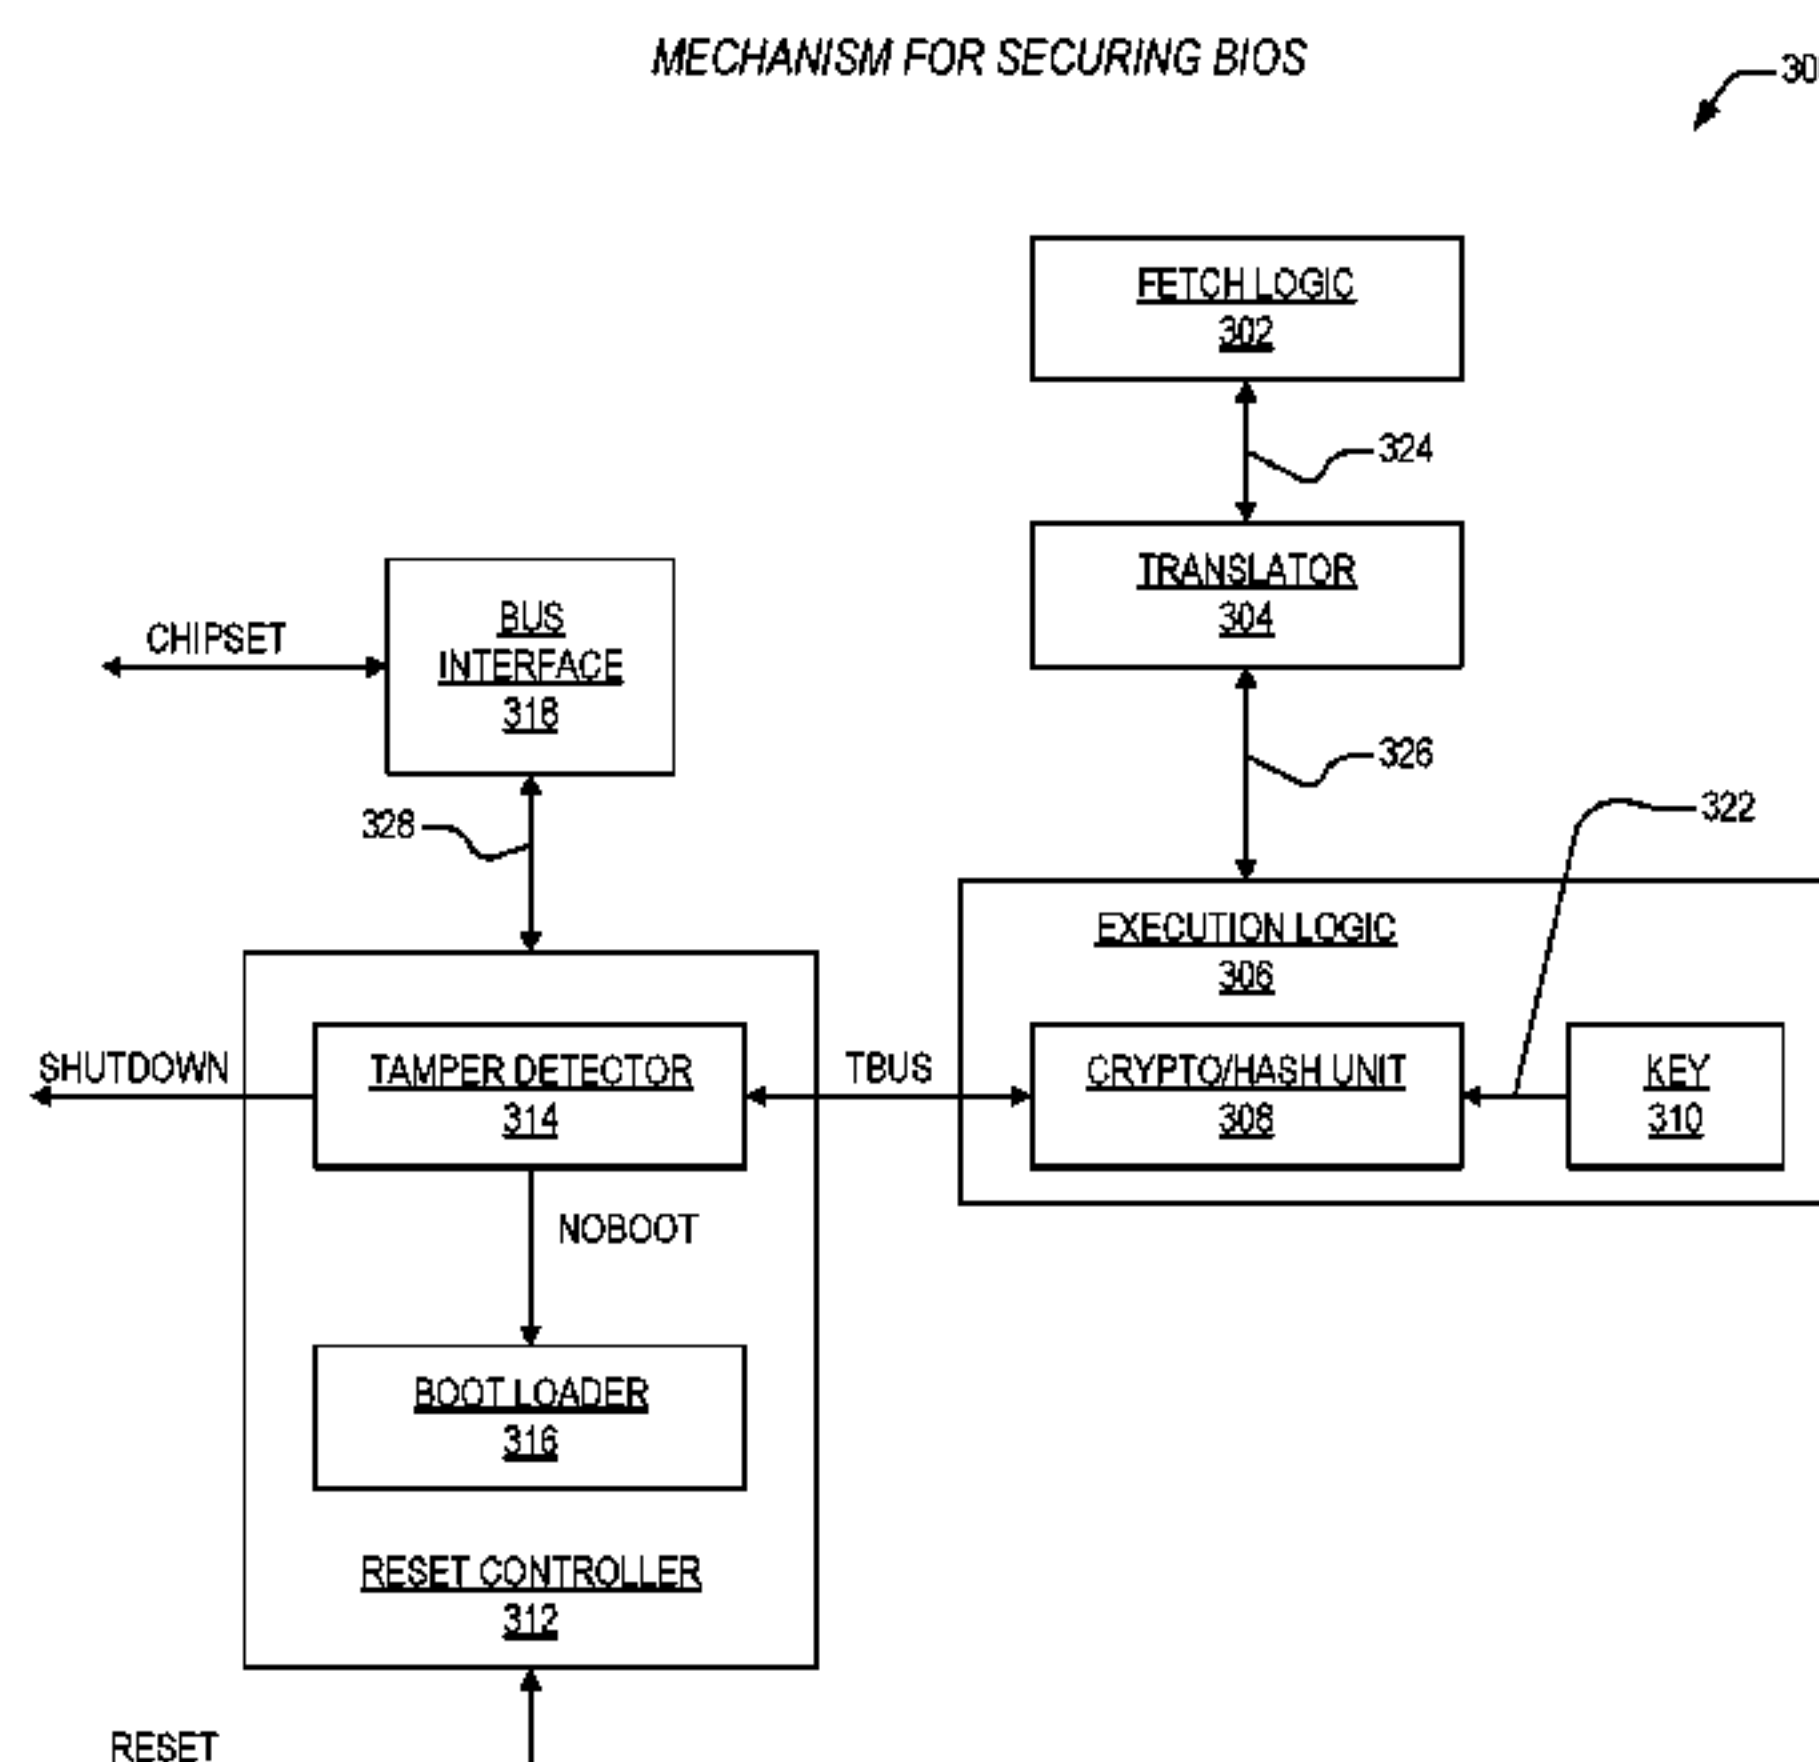 MECHANISM FOR SECURING BIOS
30
FETCH LOGIC
302
324
TRANSLATOR
304
BUS
INTERFACE
318
CHIPSET
326
322
328
EXECUTION LOGIC
306
SHUTDOWN
TAMPER DETECTOR
314
TBUS
CRYPTO/HASH UNIT
308
KEY
310
NOBOOT
BOOT LOADER
316
RESET CONTROLLER
312
RESET